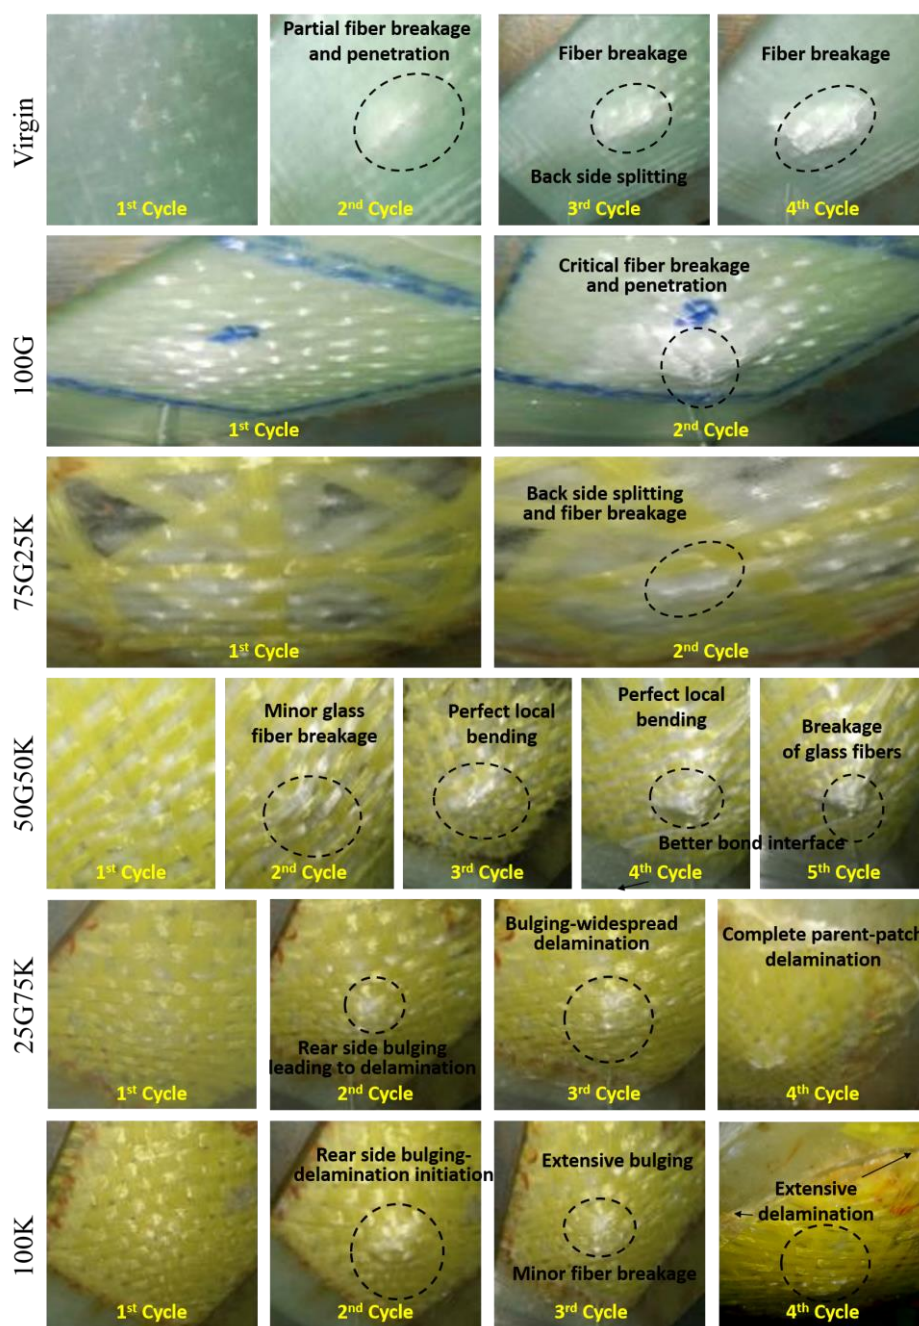 Virgin
Partial fiber breakage
and penetration
Fiber breakage
Fiber breakage
Back side splitting
1st Cycle
2nd Cycle
3rd Cycle
4th Cycle
100G
Critical fiber breakage
and penetration
1st Cycle
2nd Cycle
75G25K
Back side splitting
and fiber breakage
1st Cycle
2nd Cycle
50G50K
Minor glass
fiber breakage
Perfect local
bending
Perfect local
bending
Breakage
of glass fibers
Better bond interface
1st Cycle
2nd Cycle
3rd Cycle
4th Cycle
5th Cycle
25G75K
Bulging-widespread
delamination
Complete parent-patch
delamination
Rear side bulging
leading to delamination
1st Cycle
2nd Cycle
3rd Cycle
4th Cycle
100K
Rear side bulging-
delamination initiation
Extensive bulging
Extensive
delamination
Minor fiber breakage
1st Cycle
2nd Cycle
3rd Cycle
4th Cycle